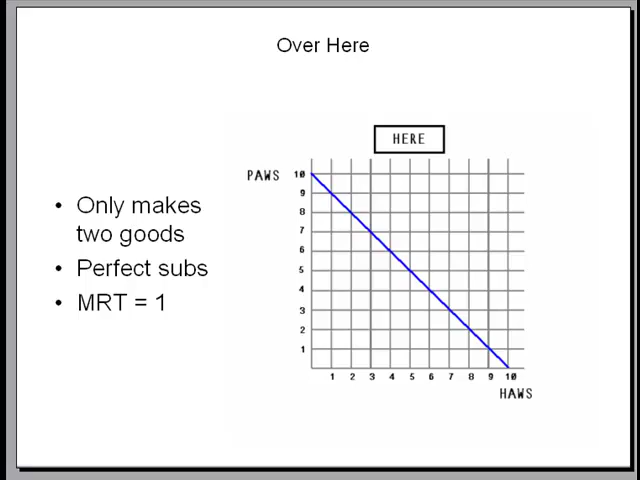 Over Here
HERE
PAWS
10
9
8
7
6
5
4
3
2
1
• Only makes
two goods
• Perfect subs
• MRT = 1
1 2 3 4 5 6 7 8 9 10
HAWS